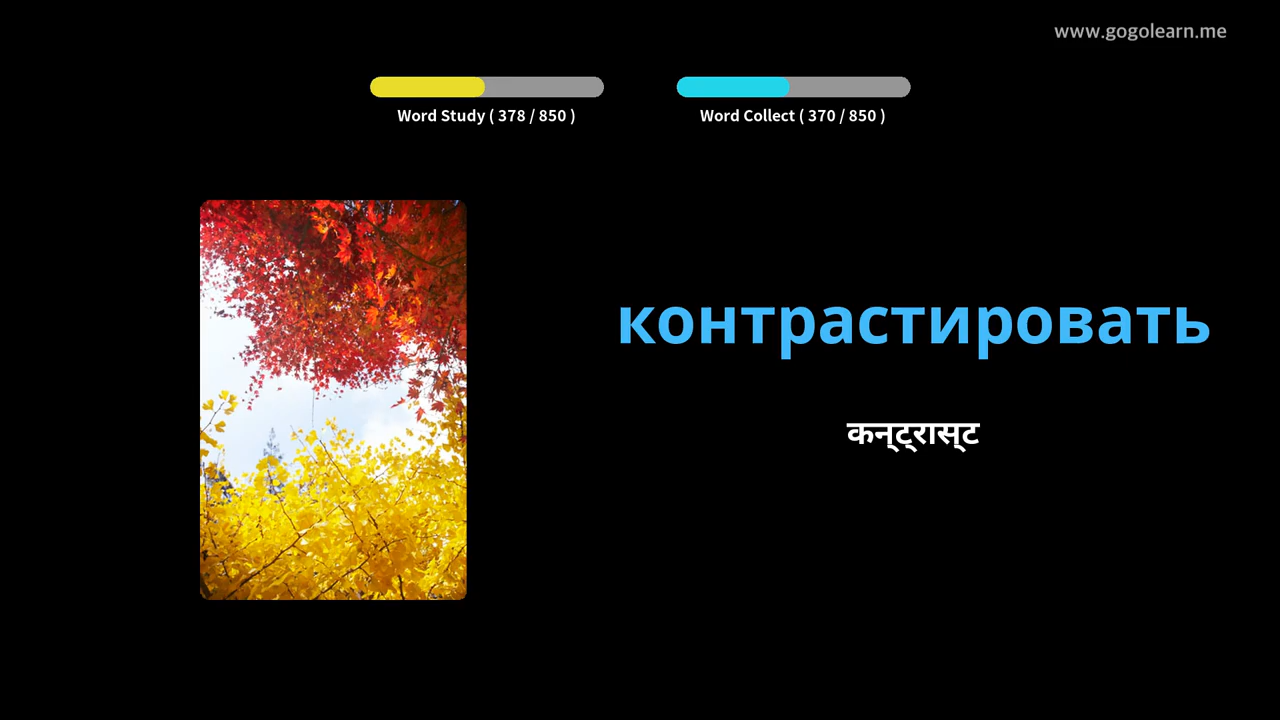 www.gogolearn.me
Word Study ( 378 / 850 )
Word Collect ( 370 / 850 )
контрастировать
कन्ट्रास्ट